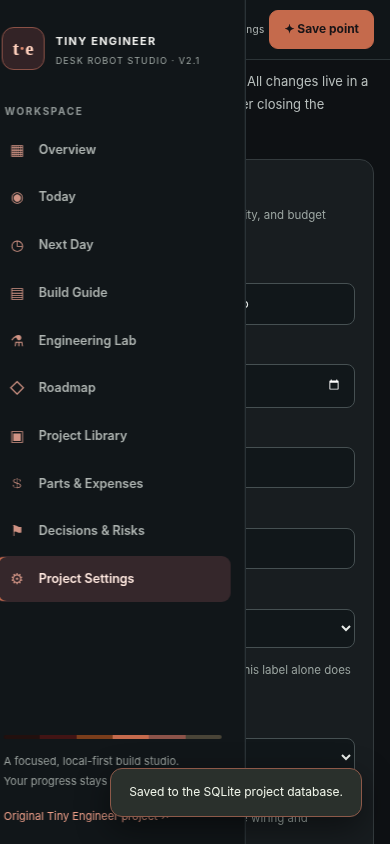 t·e
TINY ENGINEER
DESK ROBOT STUDIO · V2.1
ngs
✦ Save point
All changes live in a
er closing the
WORKSPACE
Overview
Today
Next Day
Build Guide
Engineering Lab
Roadmap
Project Library
Parts & Expenses
Decisions & Risks
Project Settings
ity, and budget
his label alone does
A focused, local-first build studio.
Your progress stays
Saved to the SQLite project database.
Original Tiny Engineer project
wiring and